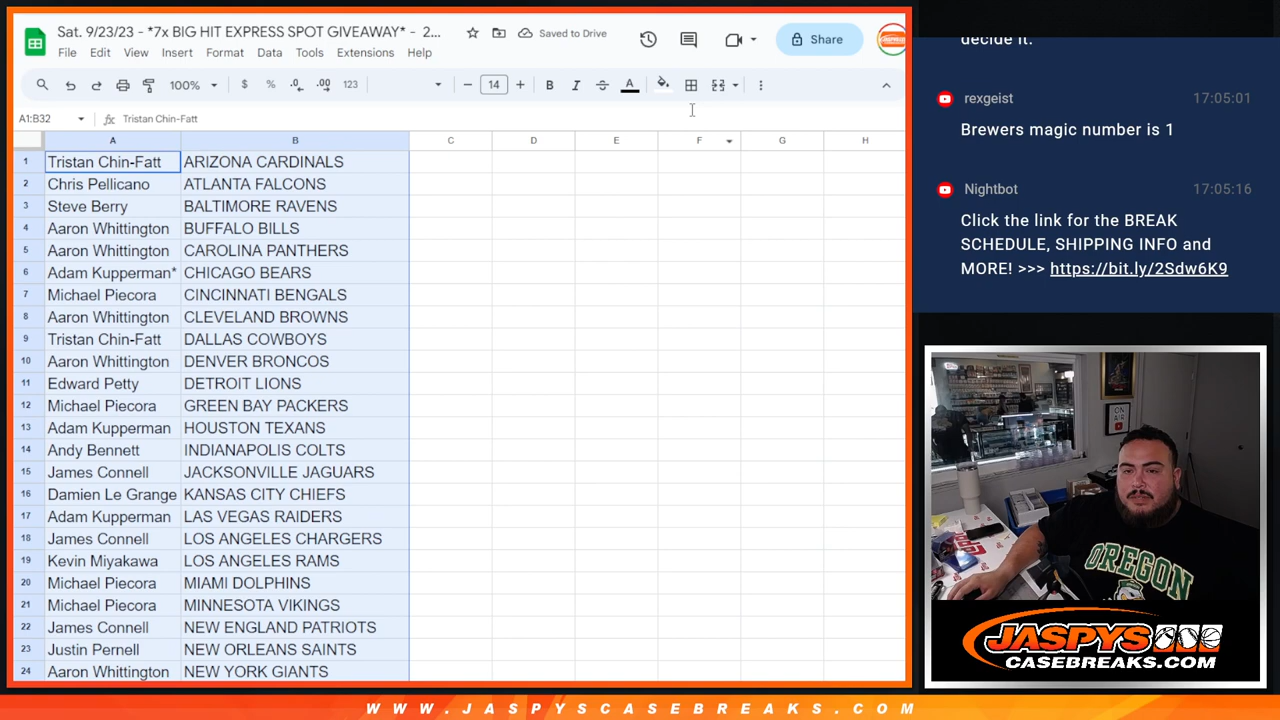 Sat. 9/23/23 - *7x BIG HIT EXPRESS SPOT GIVEAWAY* - 2...
Saved to Drive
Share
File Edit View Insert Format Data Tools Extensions Help
100% $ % .0 .00 123 14 B I S A
A1:B32 fx Tristan Chin-Fatt
A B C D E F G H
1 Tristan Chin-Fatt ARIZONA CARDINALS
2 Chris Pellicano ATLANTA FALCONS
3 Steve Berry BALTIMORE RAVENS
4 Aaron Whittington BUFFALO BILLS
5 Aaron Whittington CAROLINA PANTHERS
6 Adam Kupperman* CHICAGO BEARS
7 Michael Piecora CINCINNATI BENGALS
8 Aaron Whittington CLEVELAND BROWNS
9 Tristan Chin-Fatt DALLAS COWBOYS
10 Aaron Whittington DENVER BRONCOS
11 Edward Petty DETROIT LIONS
12 Michael Piecora GREEN BAY PACKERS
13 Adam Kupperman HOUSTON TEXANS
14 Andy Bennett INDIANAPOLIS COLTS
15 James Connell JACKSONVILLE JAGUARS
16 Damien Le Grange KANSAS CITY CHIEFS
17 Adam Kupperman LAS VEGAS RAIDERS
18 James Connell LOS ANGELES CHARGERS
19 Kevin Miyakawa LOS ANGELES RAMS
20 Michael Piecora MIAMI DOLPHINS
21 Michael Piecora MINNESOTA VIKINGS
22 James Connell NEW ENGLAND PATRIOTS
23 Justin Pernell NEW ORLEANS SAINTS
24 Aaron Whittington NEW YORK GIANTS
decide it.
rexgeist 17:05:01
Brewers magic number is 1
Nightbot 17:05:16
Click the link for the BREAK
SCHEDULE, SHIPPING INFO and
MORE! >>> https://bit.ly/2Sdw6K9
ON
AIR
OREGON
JASPYS
CASEBREAKS.COM
WWW.JASPYSCASEBREAKS.COM